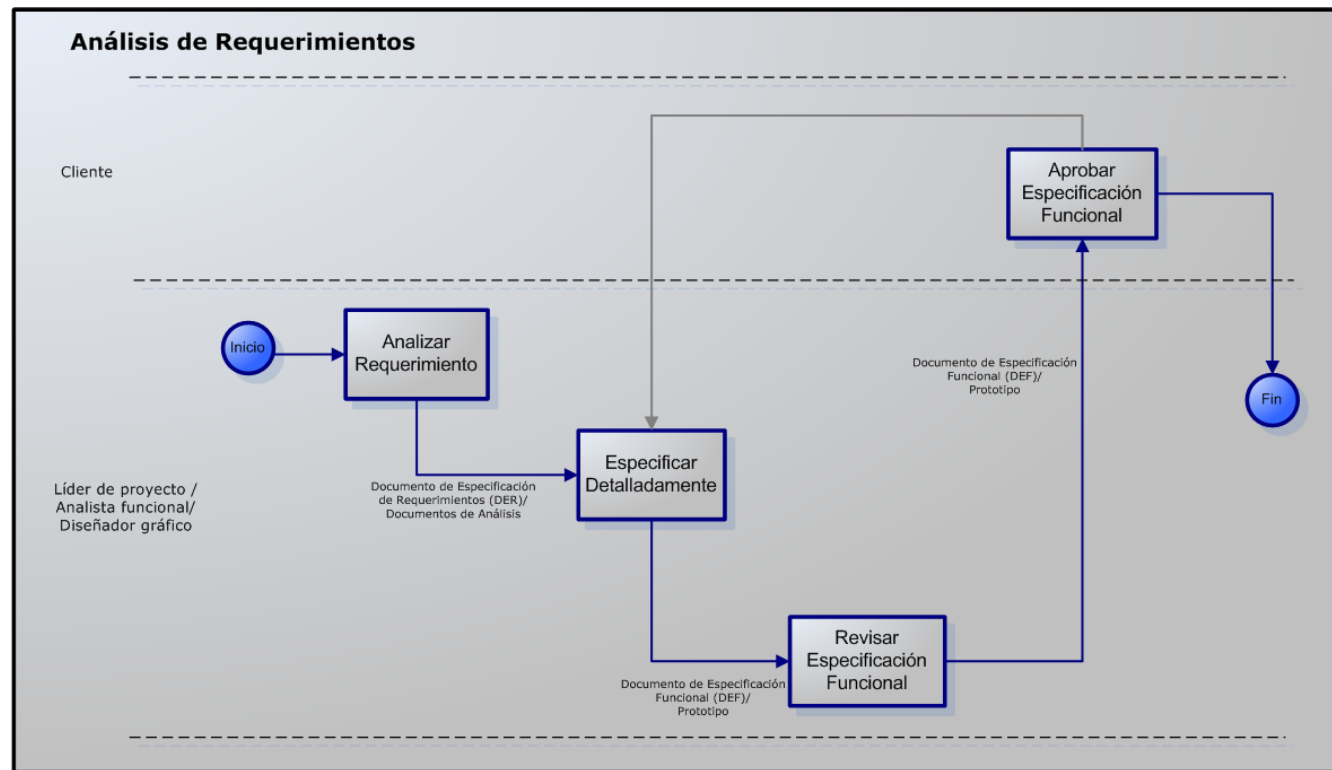 Análisis de Requerimientos
Cliente
Aprobar
Especificación
Funcional
Inicio
Analizar
Requerimiento
Documento de Especificación
Funcional (DEF)/
Prototipo
Fin
Especificar
Detalladamente
Documento de Especificación
de Requerimientos (DER)/
Documentos de Análisis
Líder de proyecto /
Analista funcional/
Diseñador gráfico
Revisar
Especificación
Funcional
Documento de Especificación
Funcional (DEF)/
Prototipo